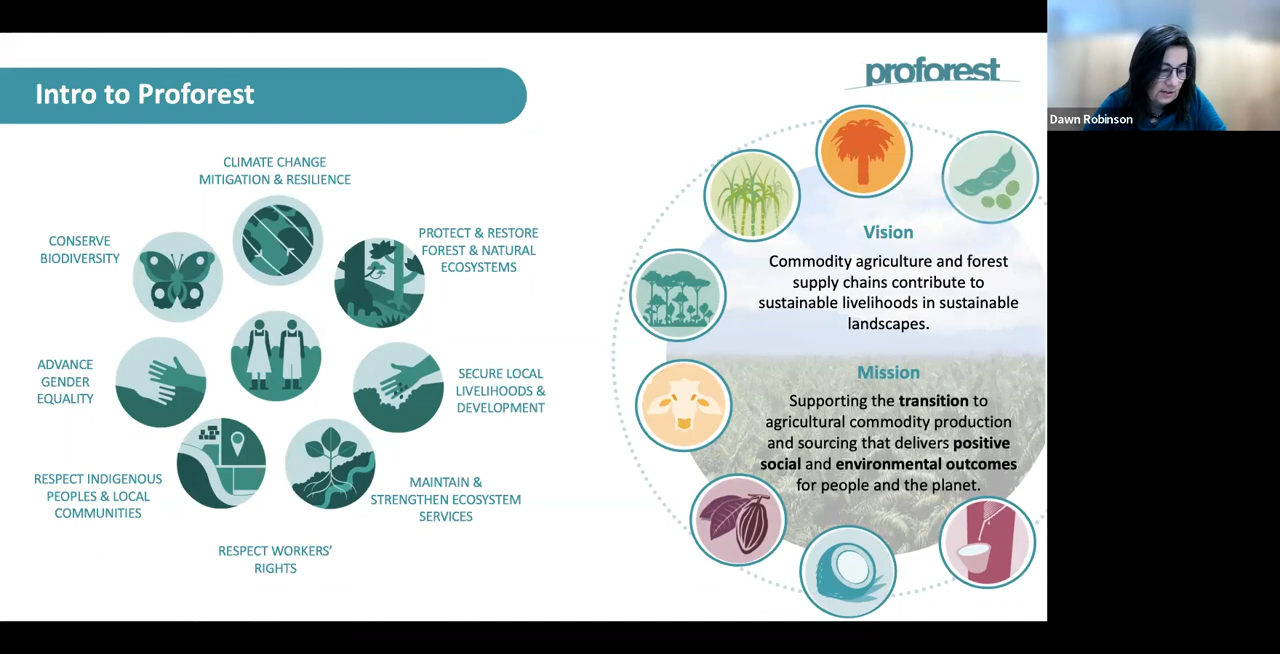 Intro to Proforest
proforest
Dawn Robinson
CLIMATE CHANGE
MITIGATION & RESILIENCE
CONSERVE
BIODIVERSITY
PROTECT & RESTORE
FOREST & NATURAL
ECOSYSTEMS
ADVANCE
GENDER
EQUALITY
SECURE LOCAL
LIVELIHOODS &
DEVELOPMENT
RESPECT INDIGENOUS
PEOPLES & LOCAL
COMMUNITIES
MAINTAIN &
STRENGTHEN ECOSYSTEM
SERVICES
RESPECT WORKERS’
RIGHTS
Vision
Commodity agriculture and forest
supply chains contribute to
sustainable livelihoods in sustainable
landscapes.
Mission
Supporting the transition to
agricultural commodity production
and sourcing that delivers positive
social and environmental outcomes
for people and the planet.